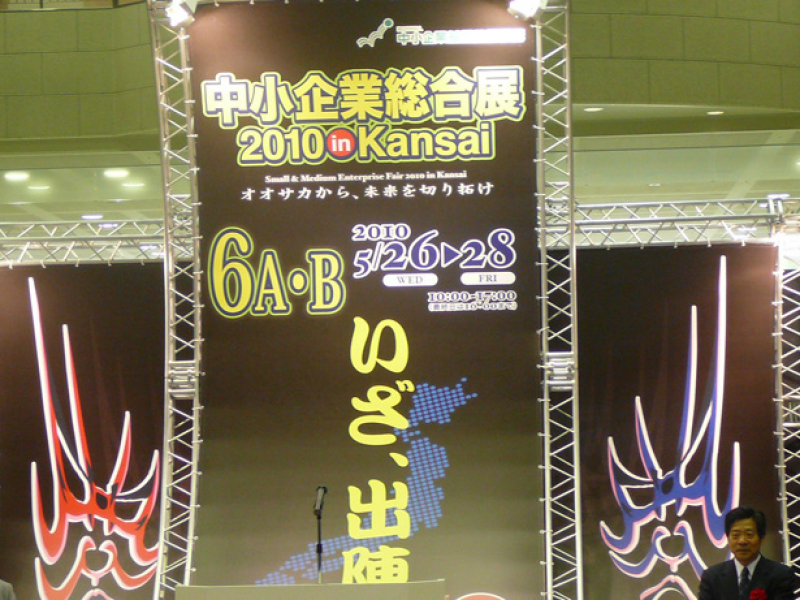 中小企業総合展
2010 in Kansai
Small & Medium Enterprise Fair 2010 in Kansai
オオサカから、未来を切り拓け
6A・B
2010
5/26▶28
WED FRI
10:00-17:00
いざ、出陣